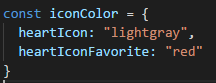 const iconColor = {
  heartIcon: "lightgray",
  heartIconFavorite: "red"
}